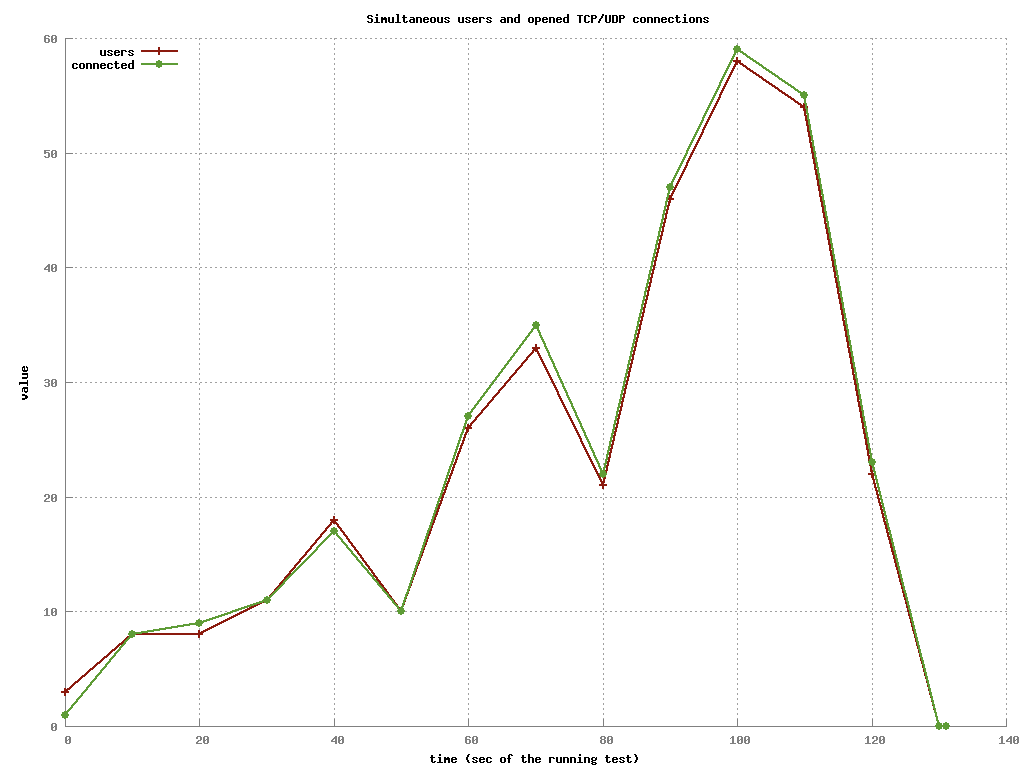 Simultaneous users and opened TCP/UDP connections
users
connected
60
50
40
30
20
10
0
value
0 20 40 60 80 100 120 140
time (sec of the running test)